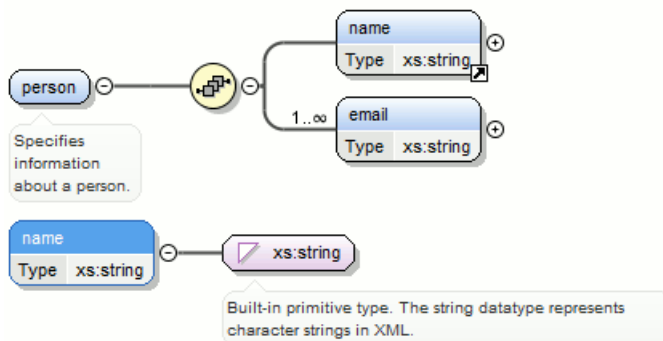 name
Type xs:string
person
1..∞
email
Type xs:string
Specifies
information
about a person.
name
Type xs:string
xs:string
Built-in primitive type. The string datatype represents
character strings in XML.